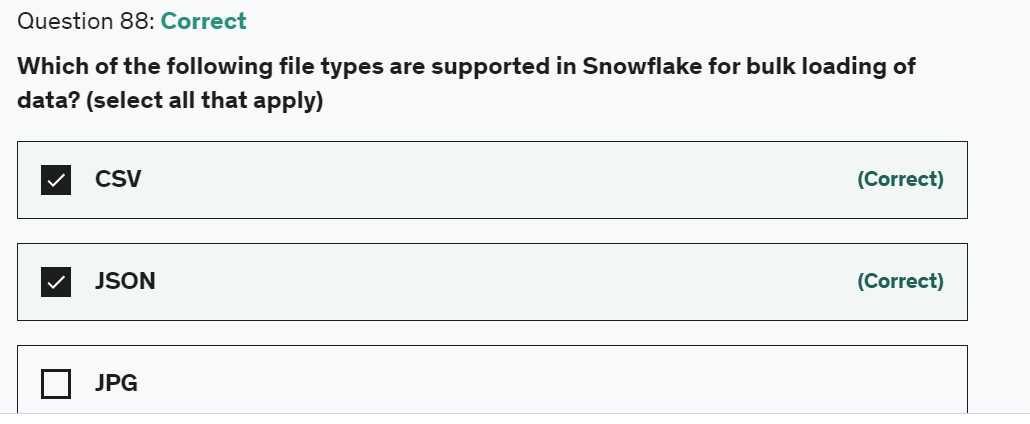 Question 88: Correct
Which of the following file types are supported in Snowflake for bulk loading of
data? (select all that apply)
CSV (Correct)
JSON (Correct)
JPG